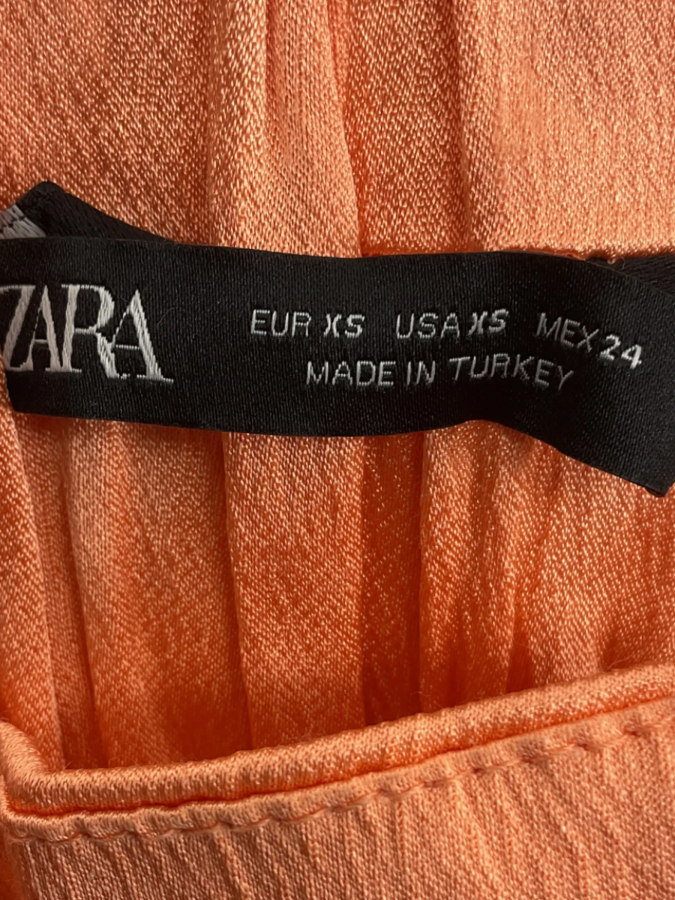 ZARA
EUR XS USA XS MEX 24
MADE IN TURKEY